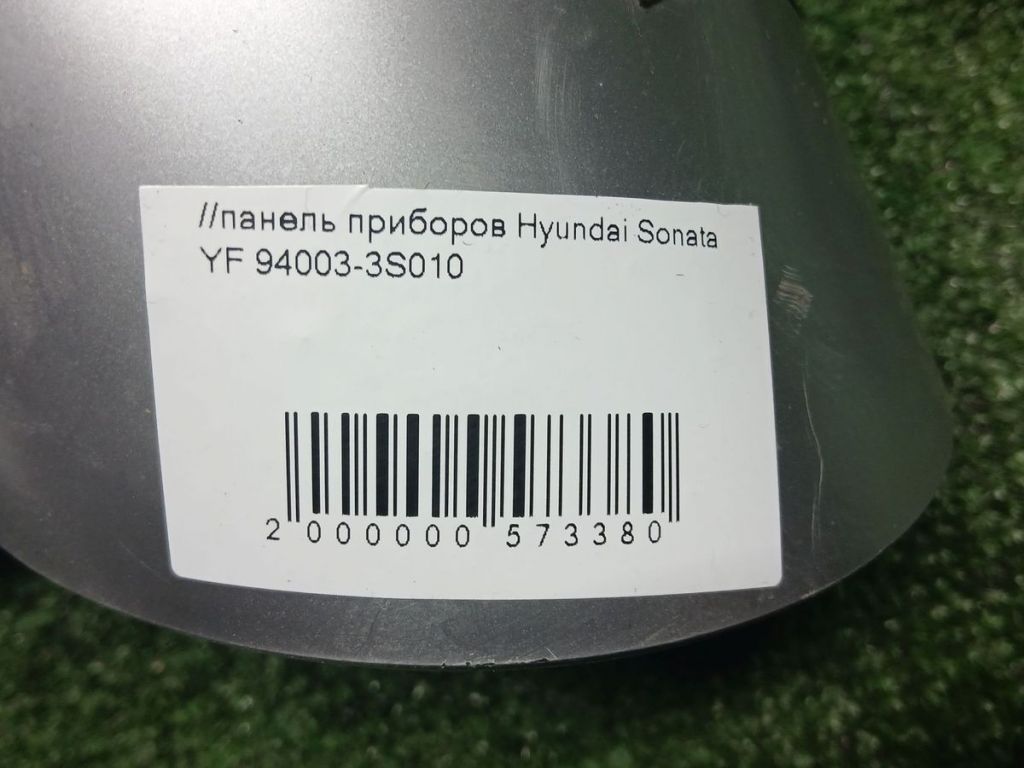 //панель приборов Hyundai Sonata
YF 94003-3S010
2 000000 573380